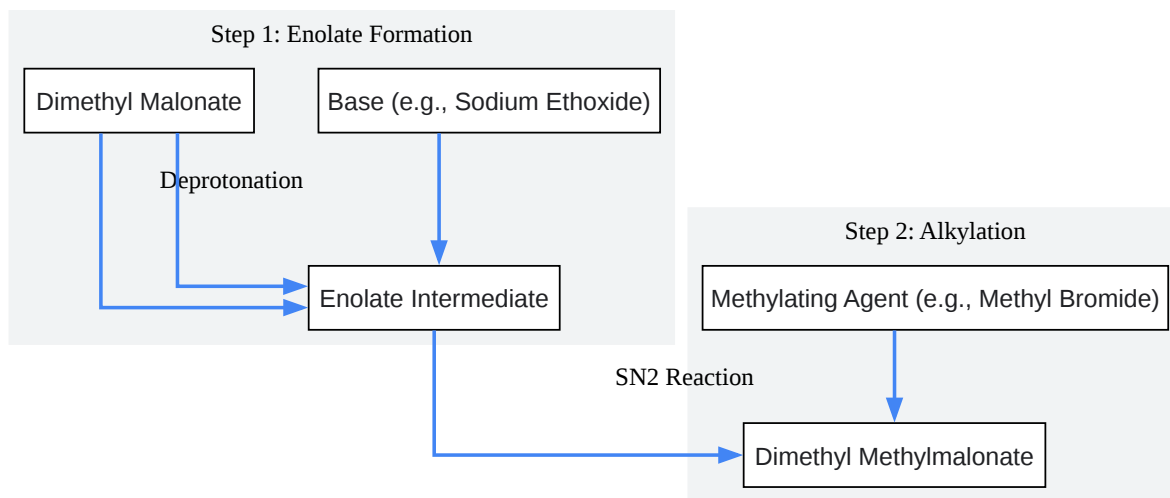 Step 1: Enolate Formation
Dimethyl Malonate
Base (e.g., Sodium Ethoxide)
Deprotonation
Enolate Intermediate
Step 2: Alkylation
Methylating Agent (e.g., Methyl Bromide)
SN2 Reaction
Dimethyl Methylmalonate